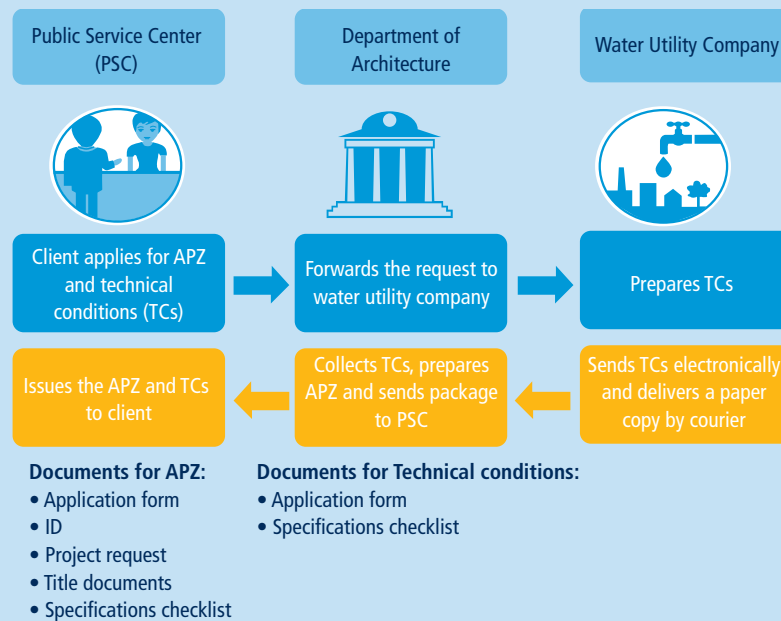 Public Service Center
(PSC)
Department of
Architecture
Water Utility Company
Client applies for APZ
and technical
conditions (TCs)
Forwards the request to
water utility company
Prepares TCs
Issues the APZ and TCs
to client
Collects TCs, prepares
APZ and sends package
to PSC
Sends TCs electronically
and delivers a paper
copy by courier
Documents for APZ:
• Application form
• ID
• Project request
• Title documents
• Specifications checklist
Documents for Technical conditions:
• Application form
• Specifications checklist